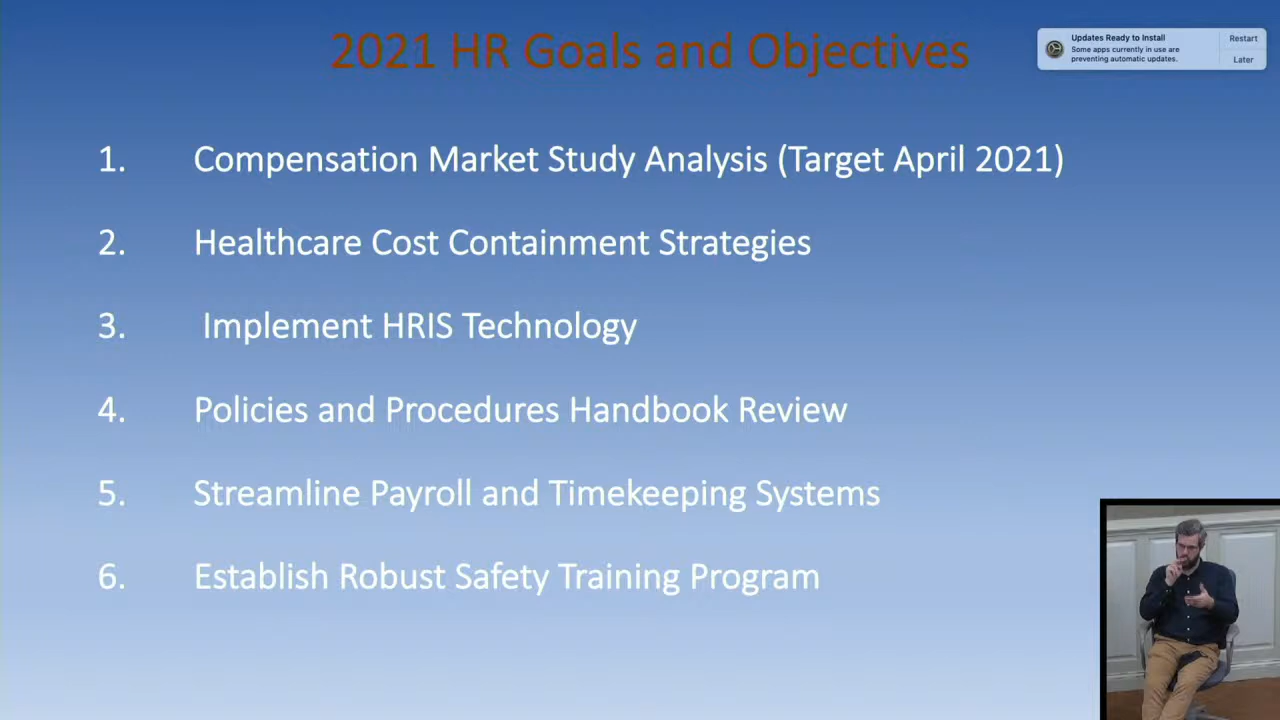 2021 HR Goals and Objectives
Updates Ready to Install
Some apps currently in use are
preventing automatic updates.
Restart
Later
1. Compensation Market Study Analysis (Target April 2021)
2. Healthcare Cost Containment Strategies
3. Implement HRIS Technology
4. Policies and Procedures Handbook Review
5. Streamline Payroll and Timekeeping Systems
6. Establish Robust Safety Training Program